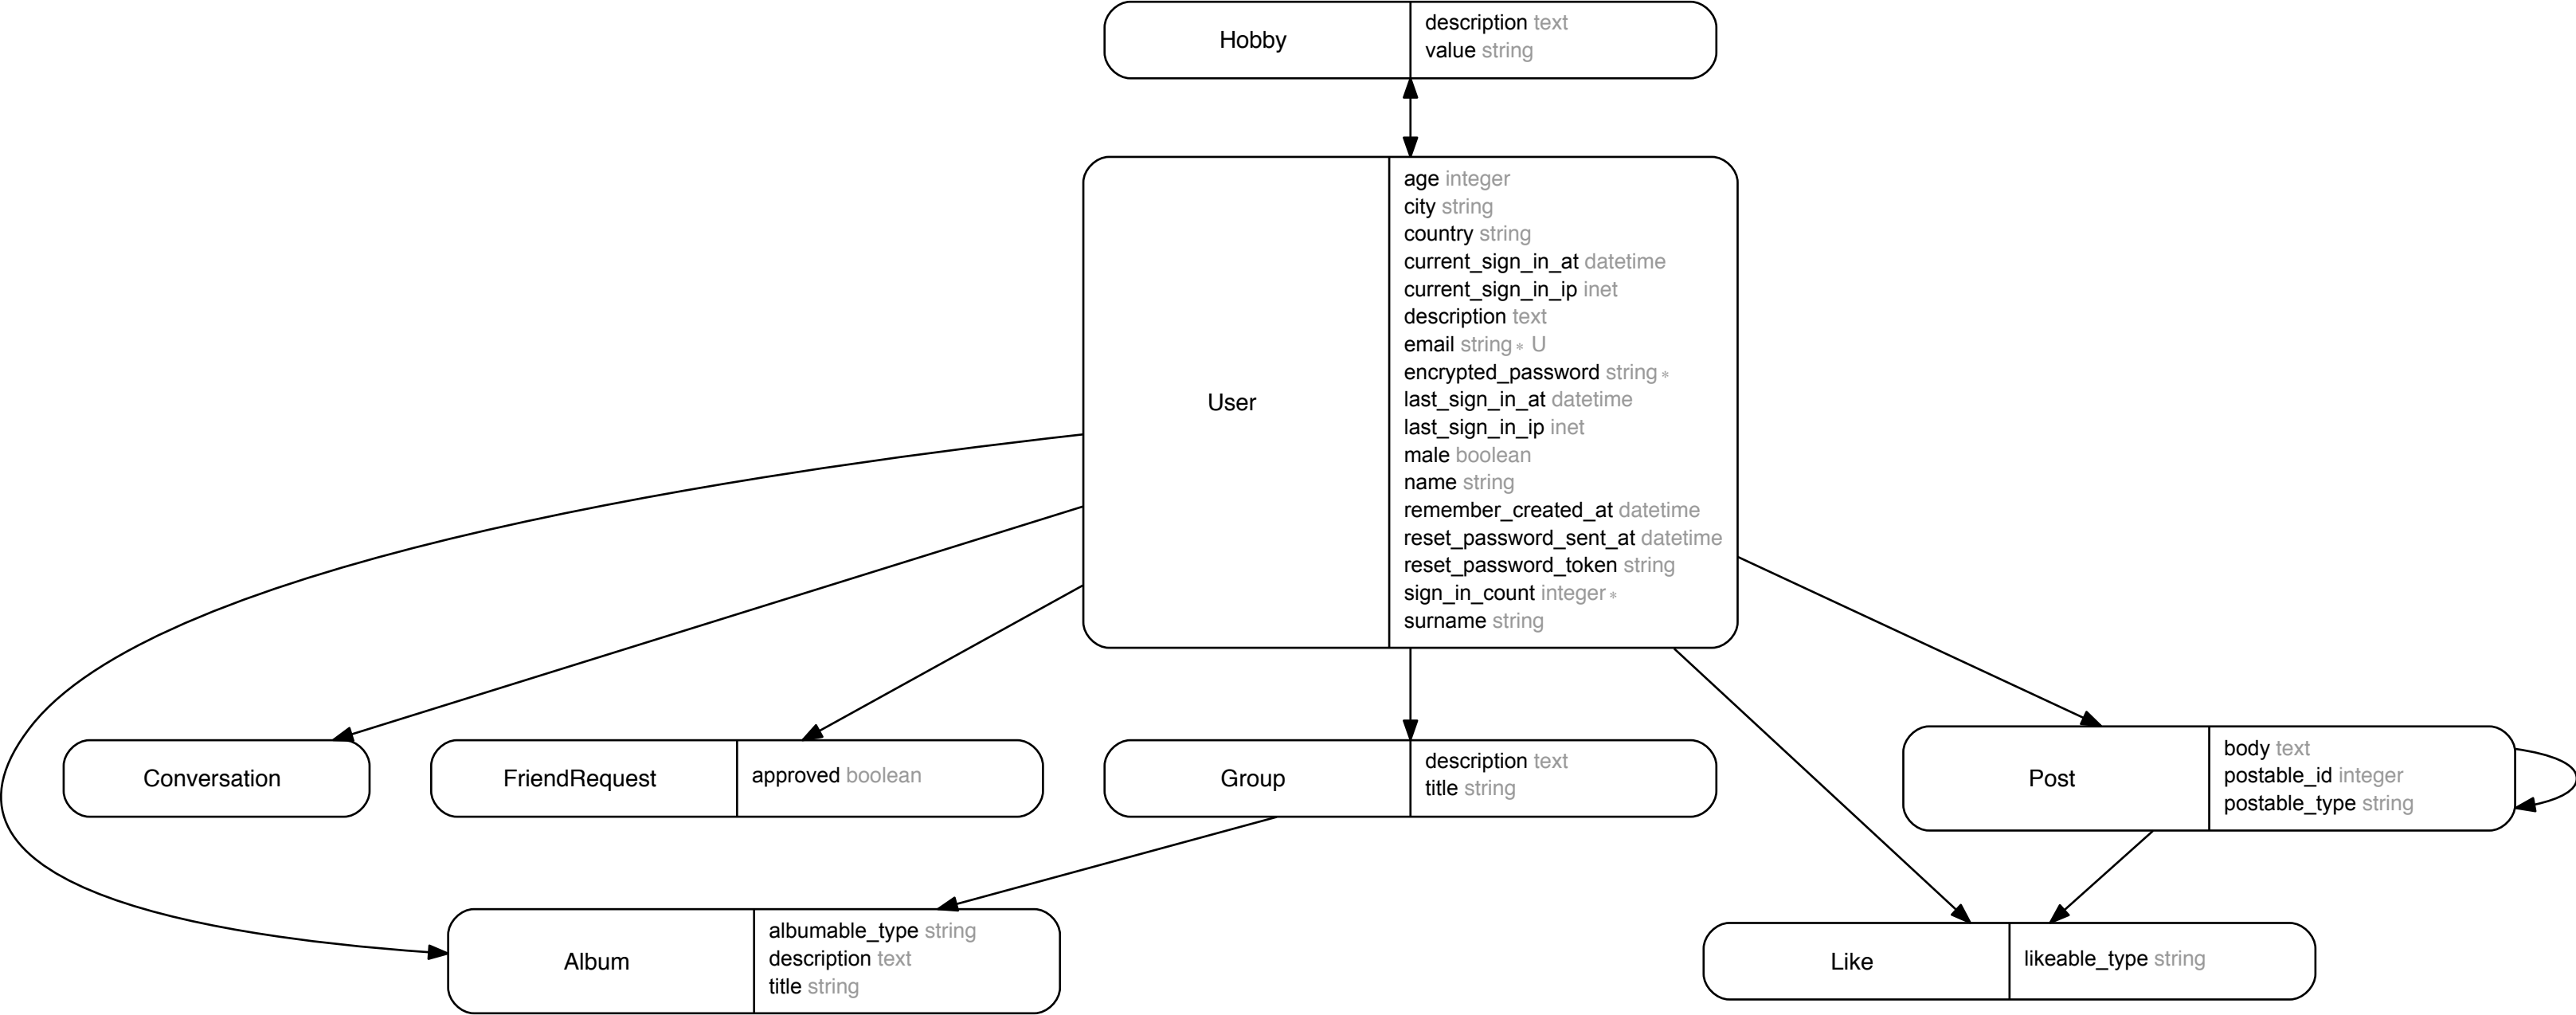 Hobby
description text
value string
User
age integer
city string
country string
current_sign_in_at datetime
current_sign_in_ip inet
description text
email string∗ U
encrypted_password string∗
last_sign_in_at datetime
last_sign_in_ip inet
male boolean
name string
remember_created_at datetime
reset_password_sent_at datetime
reset_password_token string
sign_in_count integer∗
surname string
Conversation
FriendRequest
approved boolean
Group
description text
title string
Post
body text
postable_id integer
postable_type string
Album
albumable_type string
description text
title string
Like
likeable_type string